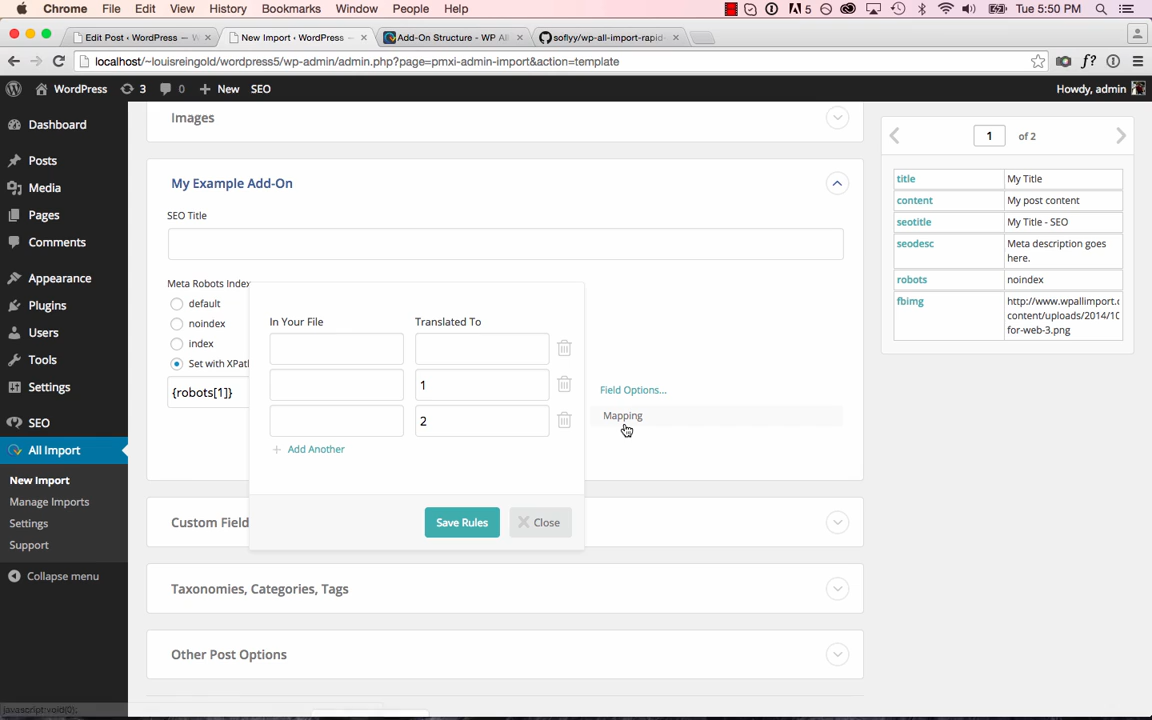 Chrome File Edit View History Bookmarks Window People Help 5 Tue 5:50 PM
Edit Post ‹ WordPress — W
New Import ‹ WordPress —
Add-On Structure - WP All
soflyy/wp-all-import-rapid-
localhost/~louisreingold/wordpress5/wp-admin/admin.php?page=pmxi-admin-import&action=template
f?
WordPress 3 0 New SEO Howdy, admin
Dashboard
Posts
Media
Pages
Comments
Appearance
Plugins
Users
Tools
Settings
SEO
All Import
New Import
Manage Imports
Settings
Support
Collapse menu
Images
My Example Add-On
SEO Title
Meta Robots Index
default
noindex
index
Set with XPath
{robots[1]}
In Your File Translated To
1
2
+ Add Another
Save Rules Close
Field Options...
Mapping
Custom Field
Taxonomies, Categories, Tags
Other Post Options
1 of 2
title My Title
content My post content
seotitle My Title - SEO
seodesc Meta description goes
here.
robots noindex
fbimg http://www.wpallimport.c
content/uploads/2014/10
for-web-3.png
javascript:void(0);